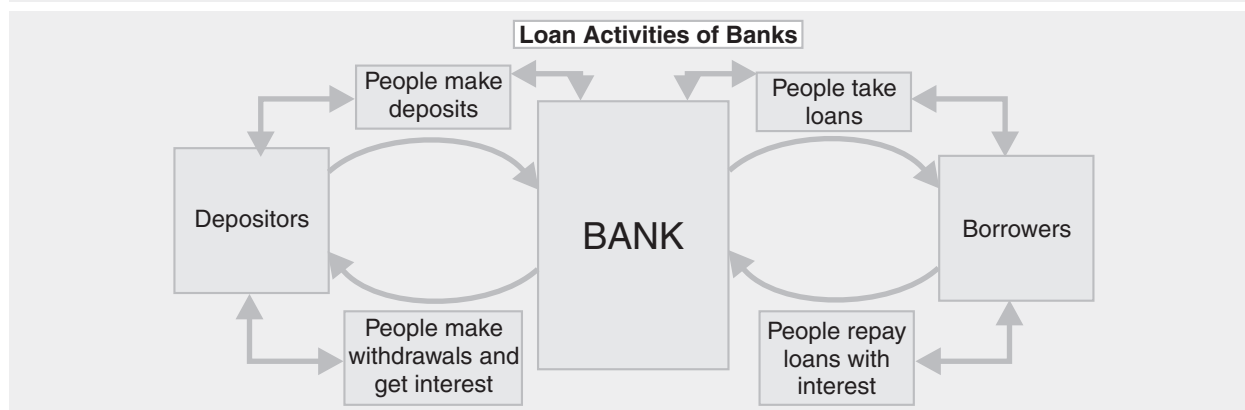 Loan Activities of Banks
People make
deposits
People take
loans
Depositors
BANK
Borrowers
People make
withdrawals and
get interest
People repay
loans with
interest